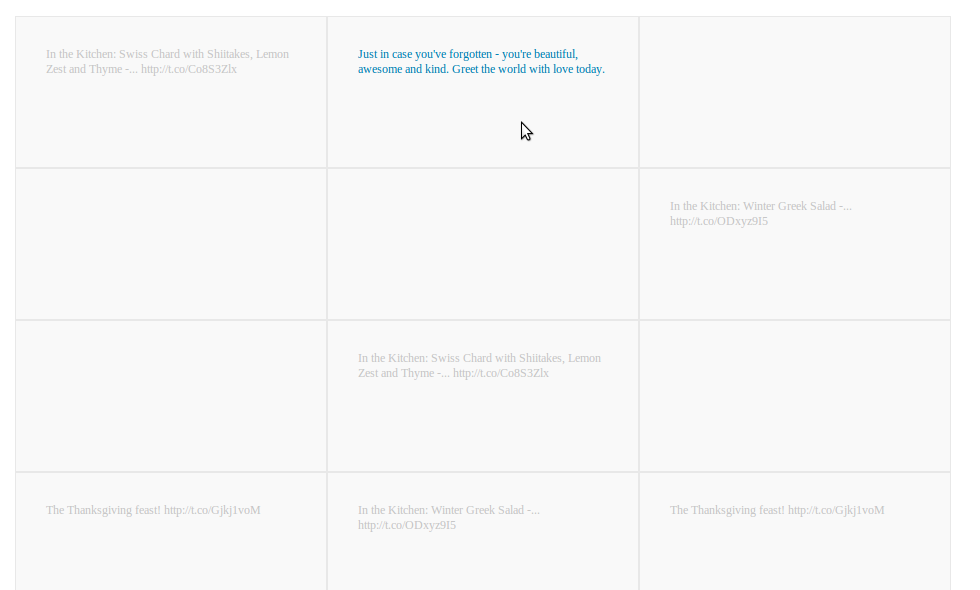 In the Kitchen: Swiss Chard with Shiitakes, Lemon
Zest and Thyme -... http://t.co/Co8S3Zlx
Just in case you've forgotten - you're beautiful,
awesome and kind. Greet the world with love today.
In the Kitchen: Winter Greek Salad -...
http://t.co/ODxyz9I5
In the Kitchen: Swiss Chard with Shiitakes, Lemon
Zest and Thyme -... http://t.co/Co8S3Zlx
The Thanksgiving feast! http://t.co/Gjkj1voM
In the Kitchen: Winter Greek Salad -...
http://t.co/ODxyz9I5
The Thanksgiving feast! http://t.co/Gjkj1voM